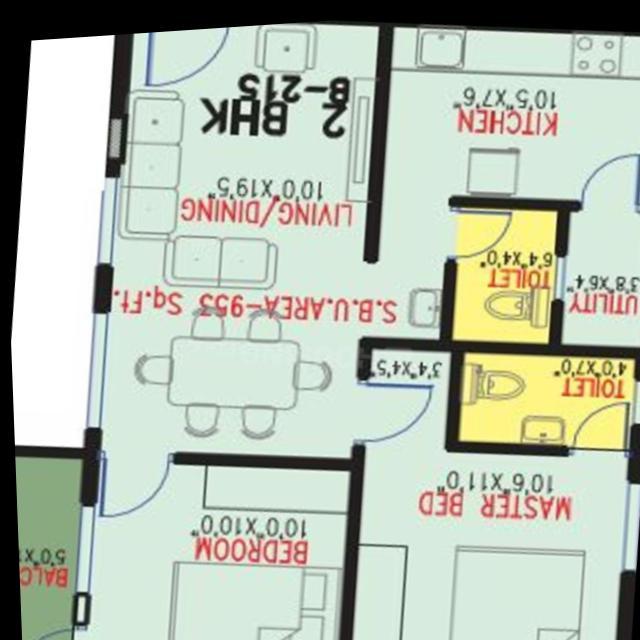 BALC
5'0"X
BEDROOM
10'0"X10'0"
MASTER BED
10'6"X11'0"
TOILET
4'0"X7'0"
3'4"X4'5"
S.B.U.AREA-953 Sq.Ft.
UTILITY
3'8"X6'4"
TOILET
6'4"X4'0"
LIVING/DINING
10'0"X19'5"
KITCHEN
10'5"X7'6"
2 BHK
B-215